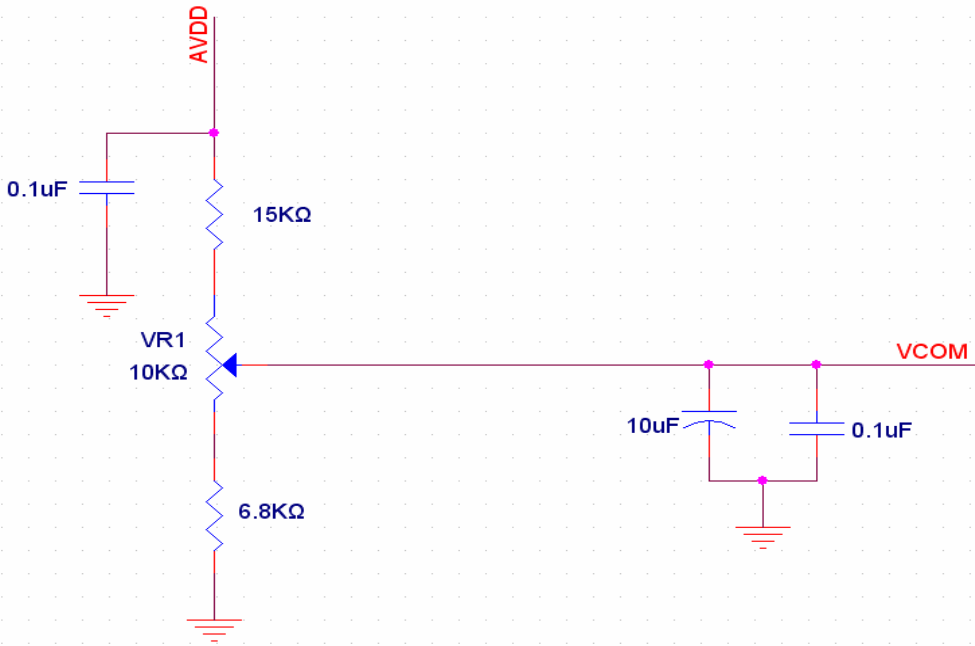 AVDD
0.1uF
15KΩ
VR1
10KΩ
VCOM
10uF
0.1uF
6.8KΩ